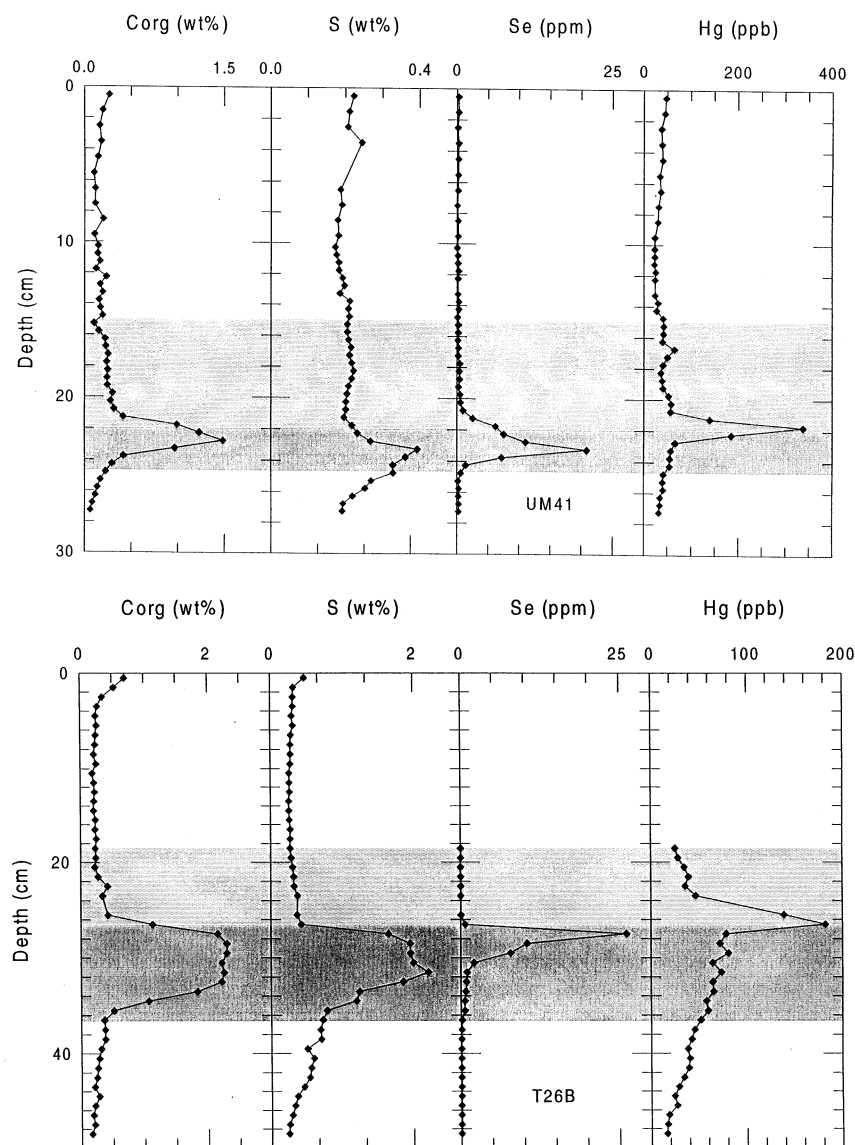 Corg (wt%) S (wt%) Se (ppm) Hg (ppb)
0.0 1.5 0.0 0.4 0 25 0 200 400
0
10
Depth (cm)
20
UM41
30
Corg (wt%) S (wt%) Se (ppm) Hg (ppb)
0 2 0 2 0 25 0 100 200
0
20
Depth (cm)
40
T26B